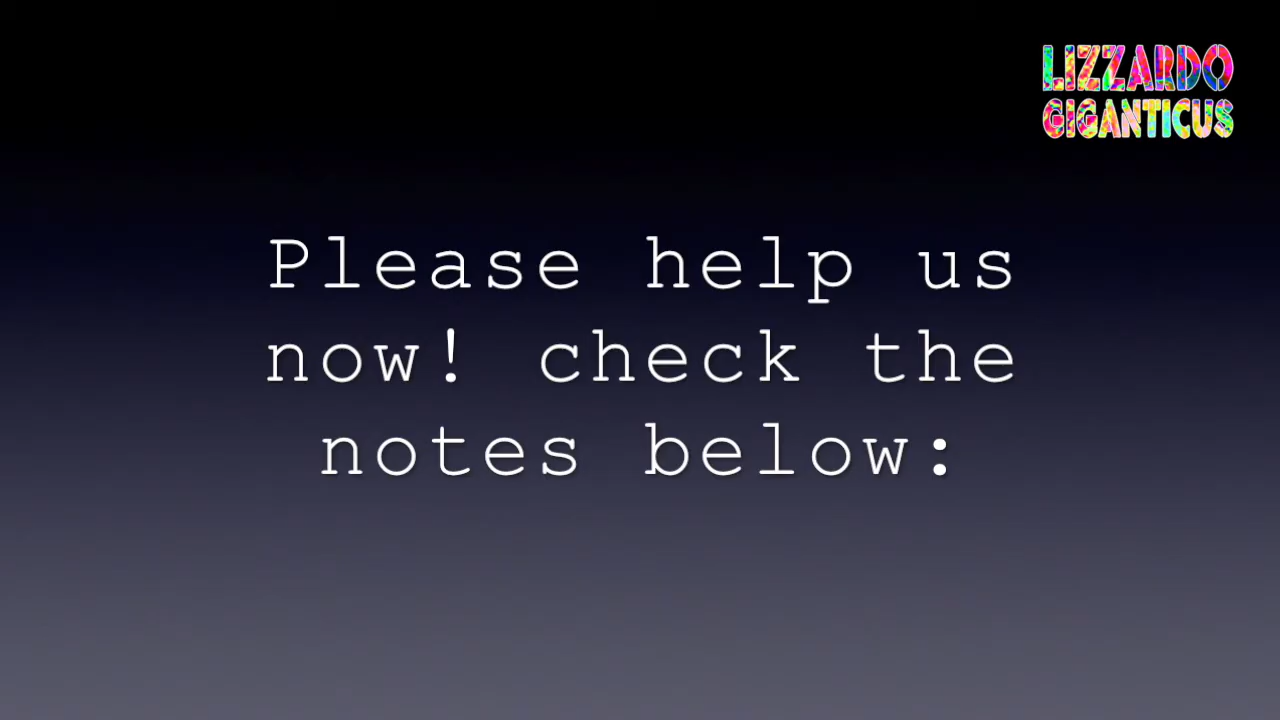 LIZZARDO
GIGANTICUS
Please help us
now! check the
notes below: